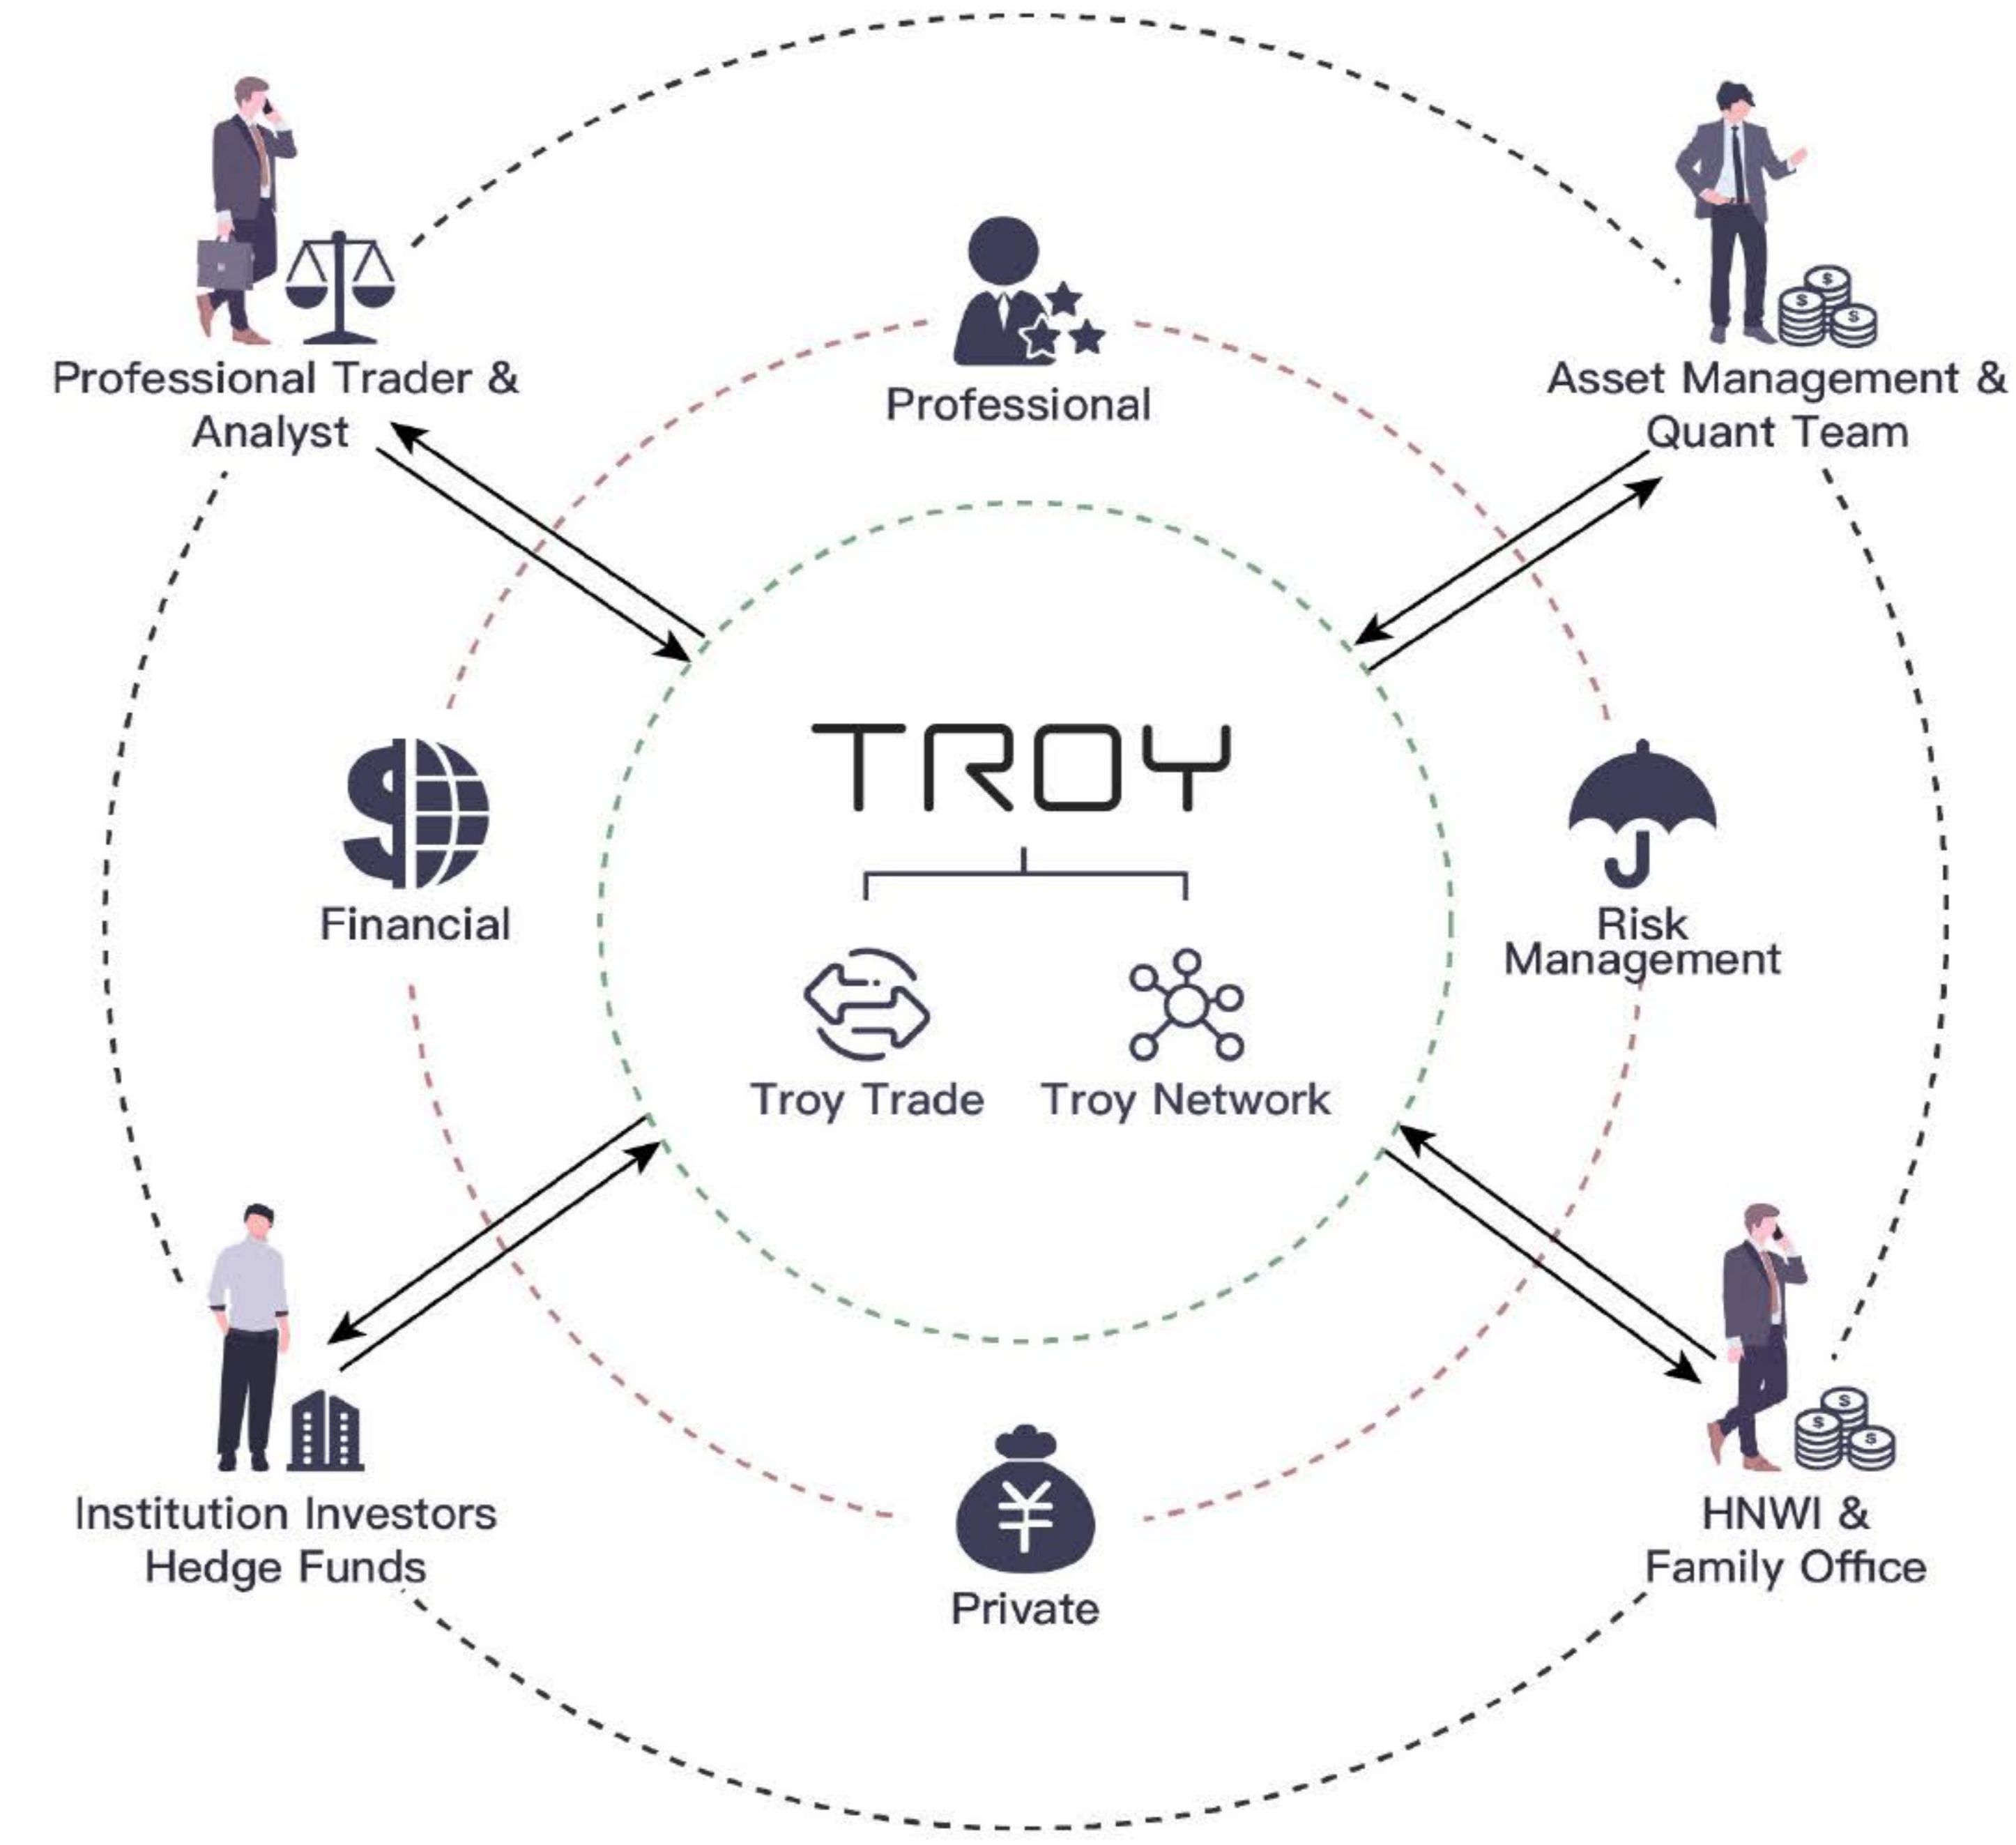 Professional Trader &
Analyst
Asset Management &
Quant Team
Professional
TROY
Financial
Risk
Management
Troy Trade
Troy Network
Institution Investors
Hedge Funds
HNWI &
Family Office
¥
Private
$
$
$
$
$
$